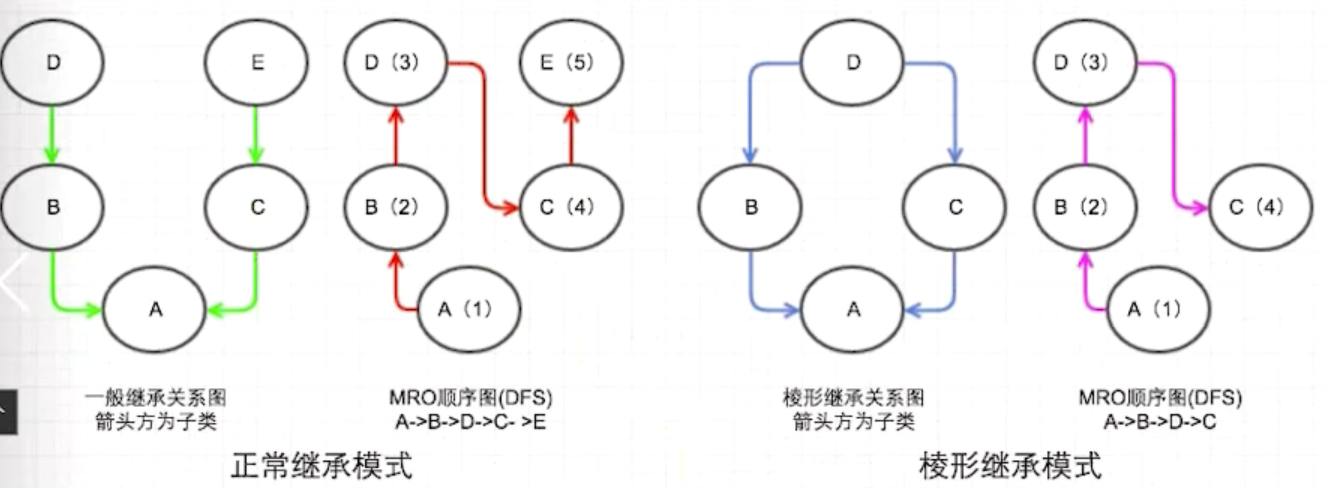 D
E
D（3）
E（5）
B
C
B（2）
C（4）
A
A（1）
一般继承关系图
箭头方为子类
MRO顺序图(DFS)
A->B->D->C- >E
正常继承模式
D
D（3）
B
C
B（2）
C（4）
A
A（1）
棱形继承关系图
箭头方为子类
MRO顺序图(DFS)
A->B->D->C
棱形继承模式